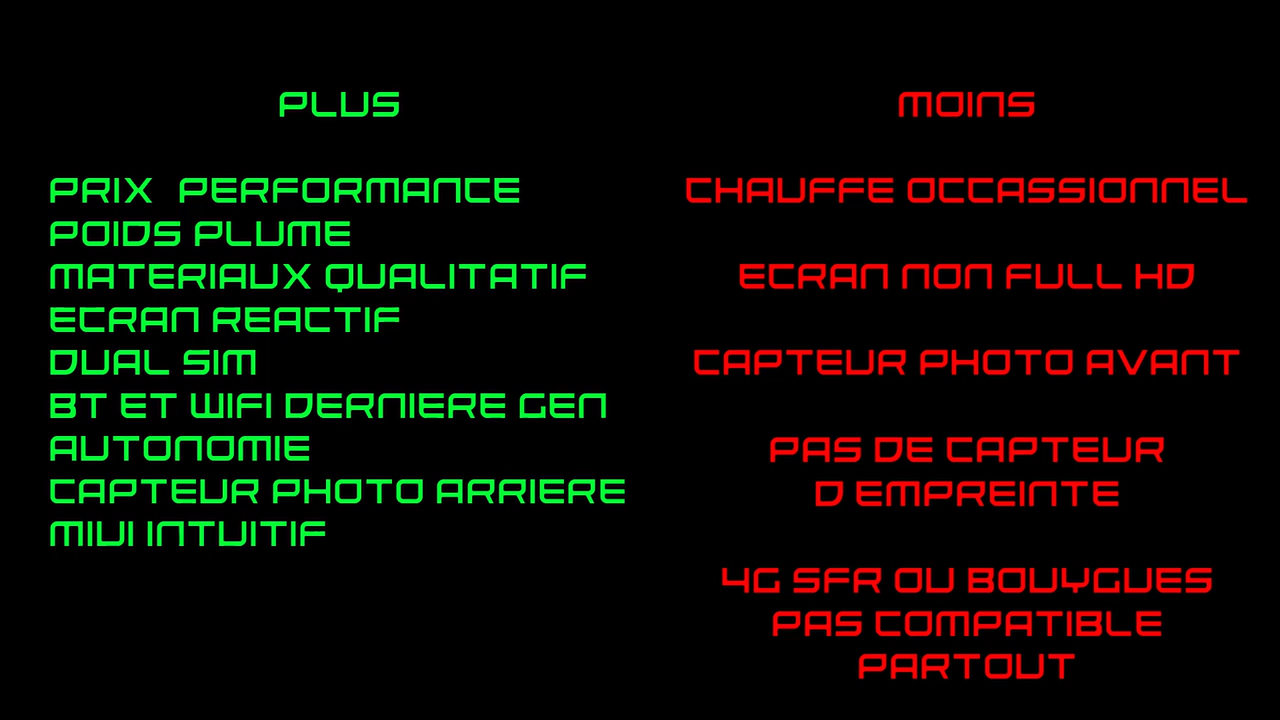 PLUS
PRIX PERFORMANCE
POIDS PLUME
MATERIAUX QUALITATIF
ECRAN REACTIF
DUAL SIM
BT ET WIFI DERNIERE GEN
AUTONOMIE
CAPTEUR PHOTO ARRIERE
MIUI INTUITIF
MOINS
CHAUFFE OCCASSIONNEL
ECRAN NON FULL HD
CAPTEUR PHOTO AVANT
PAS DE CAPTEUR
D EMPREINTE
4G SFR OU BOUYGUES
PAS COMPATIBLE
PARTOUT